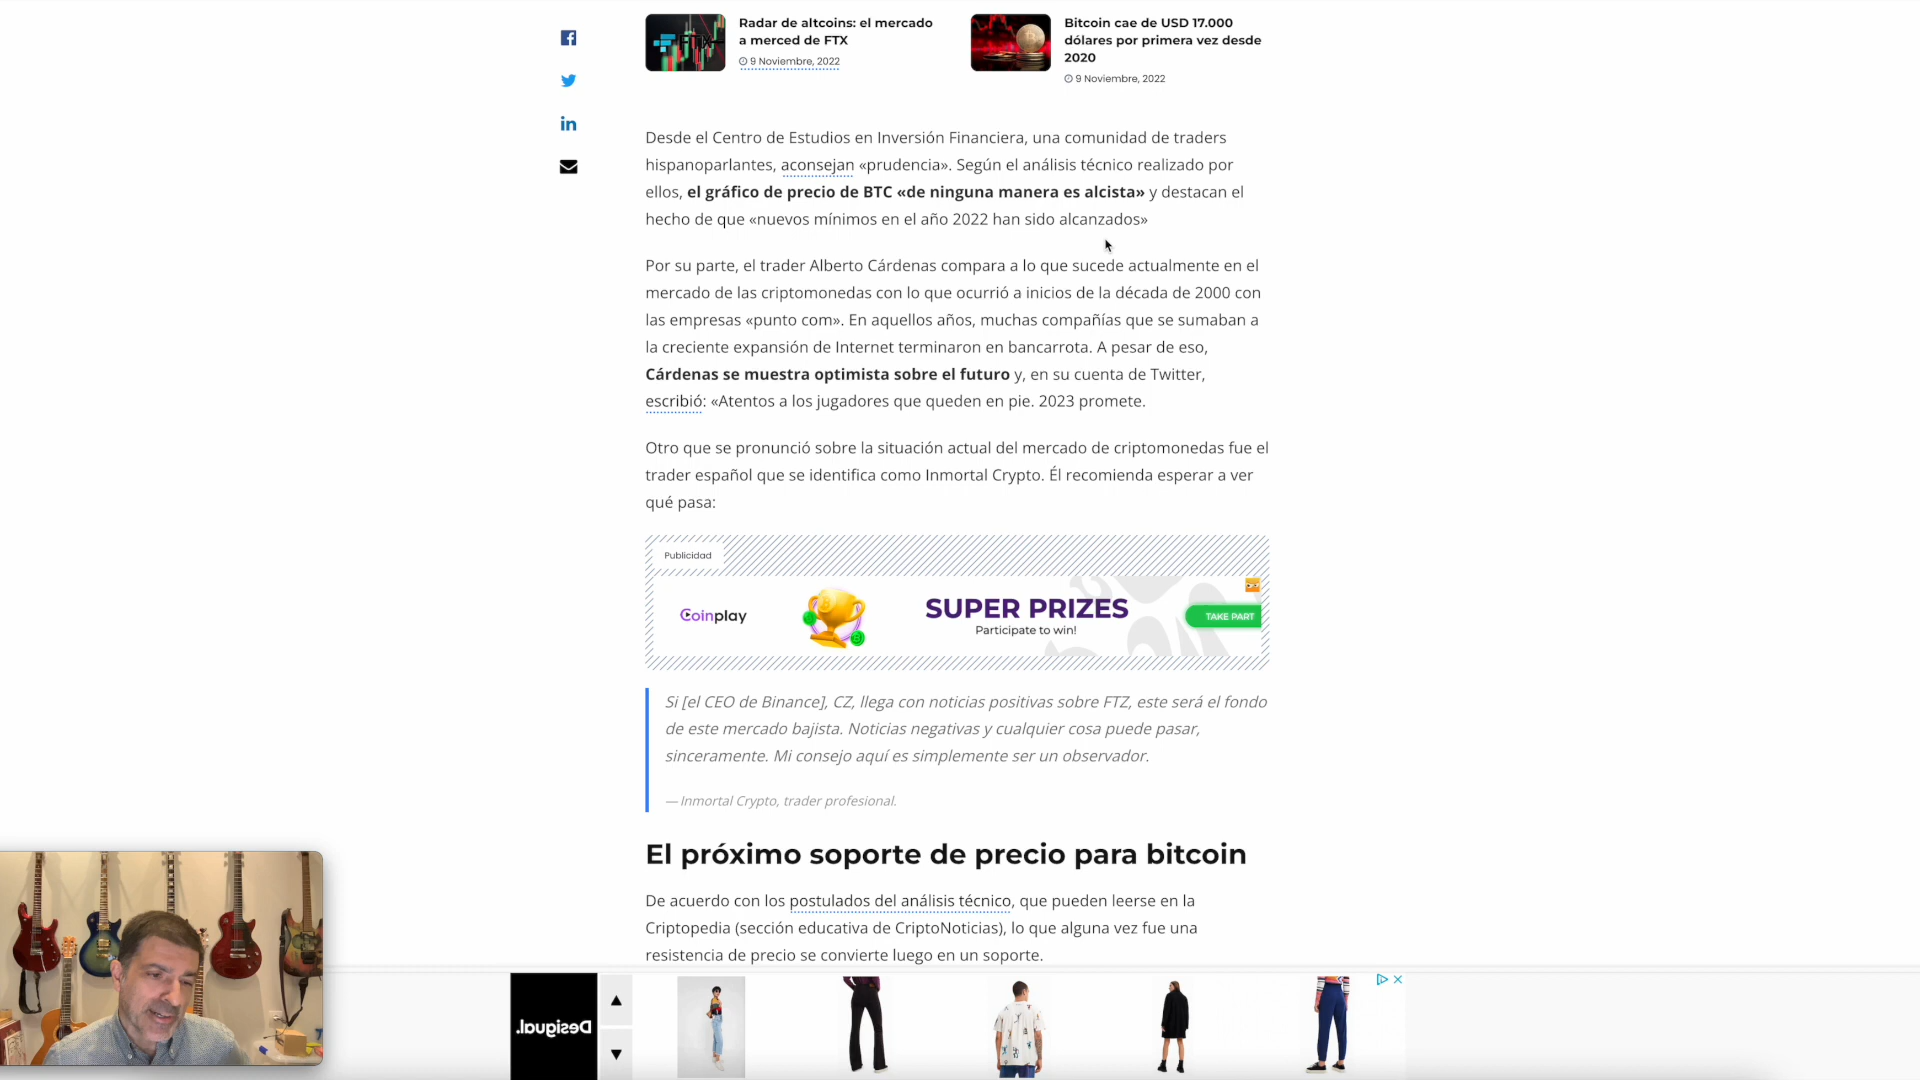 Radar de altcoins: el mercado
a merced de FTX
9 Noviembre, 2022
Bitcoin cae de USD 17.000
dólares por primera vez desde
2020
9 Noviembre, 2022
Desde el Centro de Estudios en Inversión Financiera, una comunidad de traders
hispanoparlantes, aconsejan «prudencia». Según el análisis técnico realizado por
ellos, el gráfico de precio de BTC «de ninguna manera es alcista» y destacan el
hecho de que «nuevos mínimos en el año 2022 han sido alcanzados»
Por su parte, el trader Alberto Cárdenas compara a lo que sucede actualmente en el
mercado de las criptomonedas con lo que ocurrió a inicios de la década de 2000 con
las empresas «punto com». En aquellos años, muchas compañías que se sumaban a
la creciente expansión de Internet terminaron en bancarrota. A pesar de eso,
Cárdenas se muestra optimista sobre el futuro y, en su cuenta de Twitter,
escribió: «Atentos a los jugadores que queden en pie. 2023 promete.
Otro que se pronunció sobre la situación actual del mercado de criptomonedas fue el
trader español que se identifica como Inmortal Crypto. Él recomienda esperar a ver
qué pasa:
Publicidad
Coinplay
SUPER PRIZES
Participate to win!
TAKE PART
Si [el CEO de Binance], CZ, llega con noticias positivas sobre FTZ, este será el fondo
de este mercado bajista. Noticias negativas y cualquier cosa puede pasar,
sinceramente. Mi consejo aquí es simplemente ser un observador.
— Inmortal Crypto, trader profesional.
El próximo soporte de precio para bitcoin
De acuerdo con los postulados del análisis técnico, que pueden leerse en la
Criptopedia (sección educativa de CriptoNoticias), lo que alguna vez fue una
resistencia de precio se convierte luego en un soporte.
Desigual.